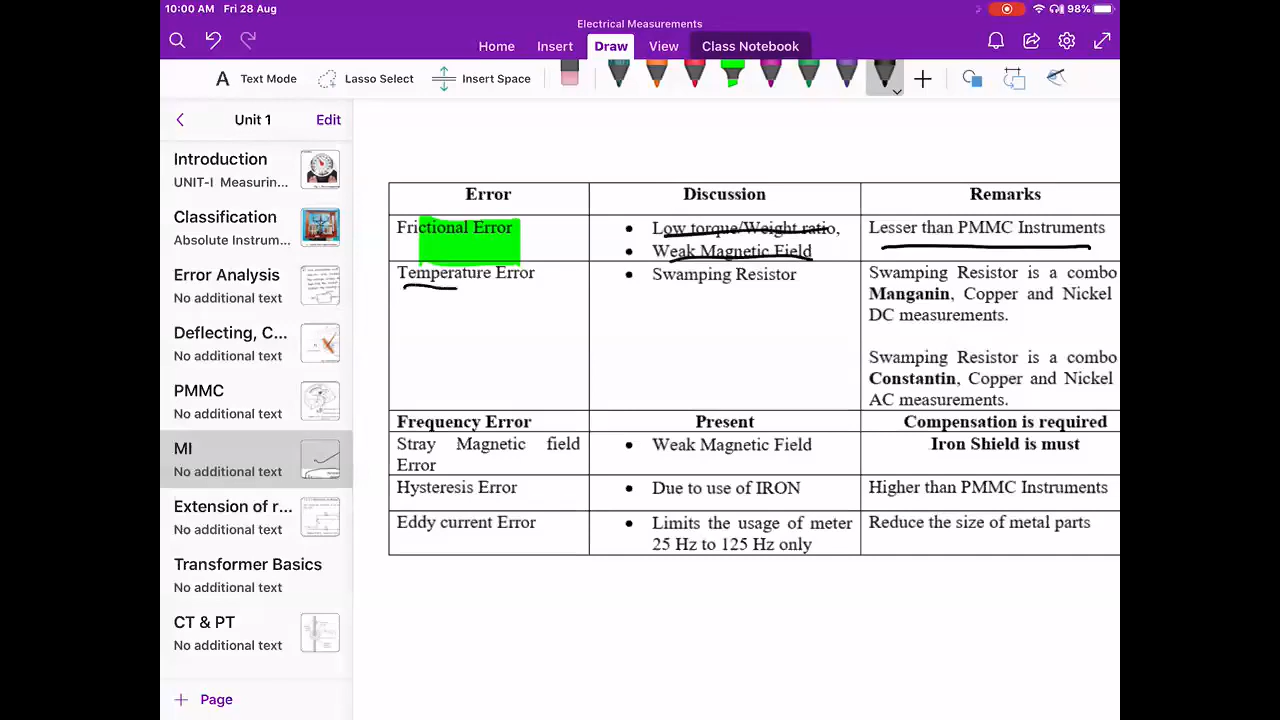 10:00 AM Fri 28 Aug
98%
Electrical Measurements
Home Insert Draw View Class Notebook
Text Mode Lasso Select Insert Space
Unit 1 Edit
Introduction
UNIT-I Measurin...
Classification
Absolute Instrum...
Error Analysis
No additional text
Deflecting, C...
No additional text
PMMC
No additional text
MI
No additional text
Extension of r...
No additional text
Transformer Basics
No additional text
CT & PT
No additional text
+ Page
Error Discussion Remarks
Frictional Error • Low torque/Weight ratio, Lesser than PMMC Instruments
• Weak Magnetic Field
Temperature Error • Swamping Resistor Swamping Resistor is a combo
Manganin, Copper and Nickel
DC measurements.
Swamping Resistor is a combo
Constantin, Copper and Nickel
AC measurements.
Frequency Error Present Compensation is required
Stray Magnetic field • Weak Magnetic Field Iron Shield is must
Error
Hysteresis Error • Due to use of IRON Higher than PMMC Instruments
Eddy current Error • Limits the usage of meter Reduce the size of metal parts
25 Hz to 125 Hz only